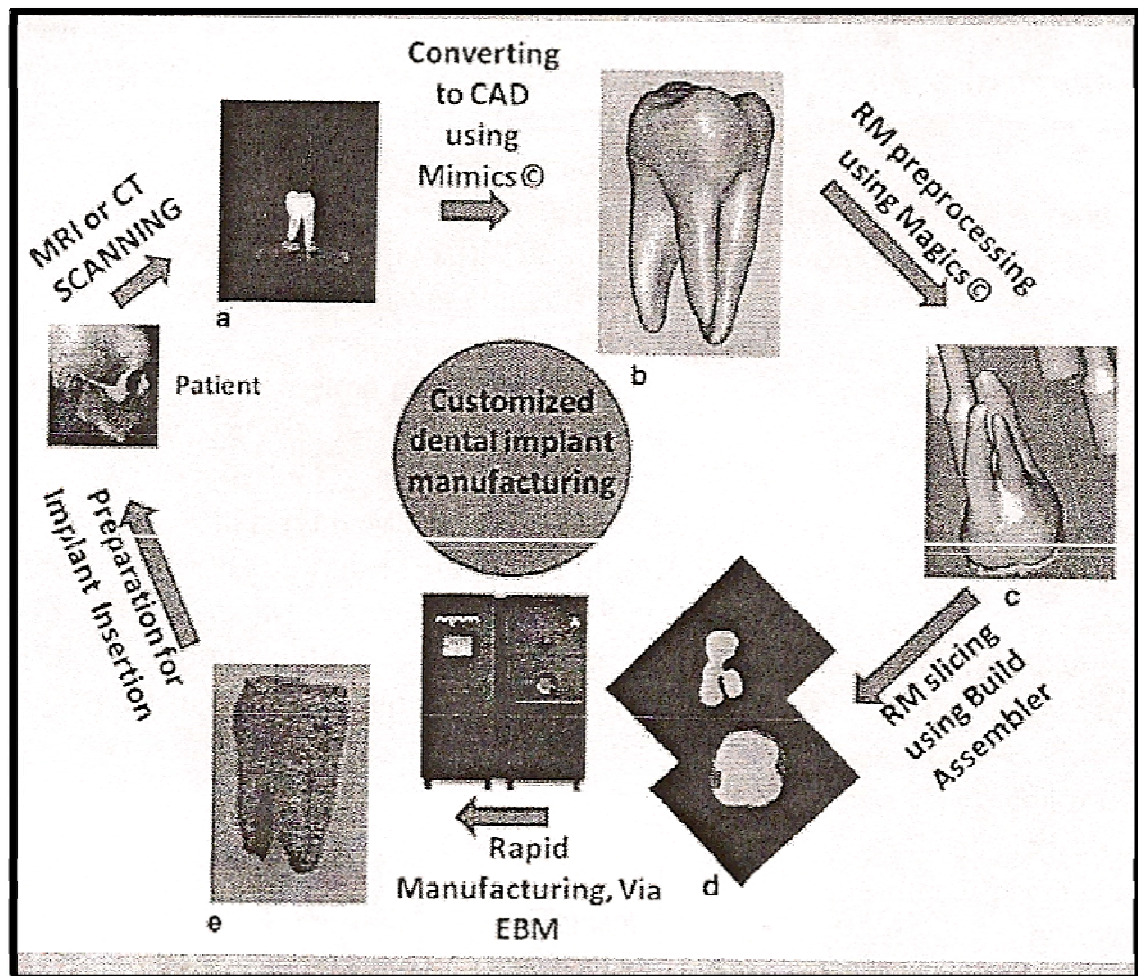 Converting
to CAD
using
Mimics©
RM preprocessing
using Magics©
MRI or CT
SCANNING
a
b
Patient
Customized
dental implant
manufacturing
c
Preparation for
Implant Insertion
RM slicing
using Build
Assembler
Rapid
Manufacturing, Via
EBM
d
e